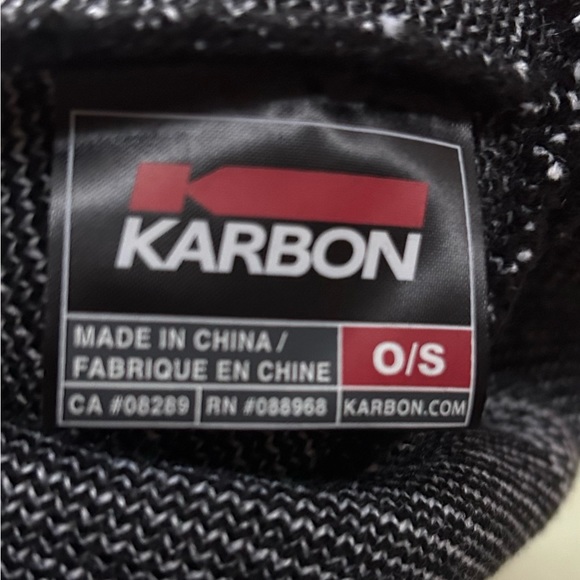 KARBON
MADE IN CHINA /
FABRIQUE EN CHINE
O/S
CA #08289
RN #088968
KARBON.COM